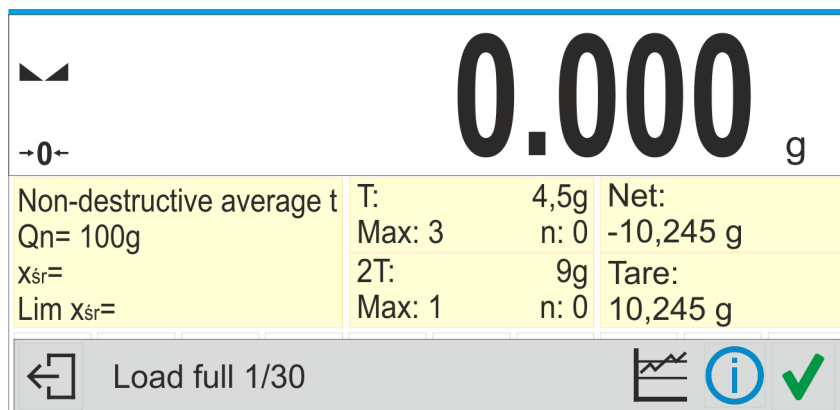 0.000 g
→0←
Non-destructive average t
Qn= 100g
xśr=
Lim xśr=
T: 4,5g
Max: 3 n: 0
2T: 9g
Max: 1 n: 0
Net:
-10,245 g
Tare:
10,245 g
Load full 1/30
i